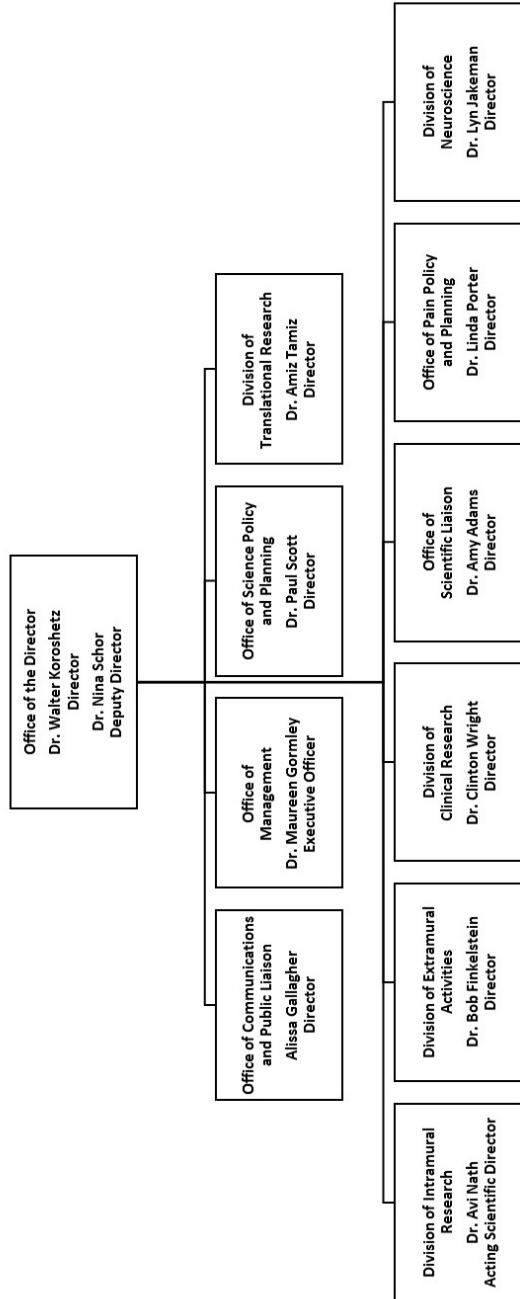 Office of the Director
Dr. Walter Koroshetz
Director
Dr. Nina Schor
Deputy Director
Office of Communications
and Public Liaison
Alissa Gallagher
Director
Office of
Management
Dr. Maureen Gormley
Executive Officer
Office of Science Policy
and Planning
Dr. Paul Scott
Director
Division of
Translational Research
Dr. Amiz Tamiz
Director
Division of Intramural
Research
Dr. Avi Nath
Acting Scientific Director
Division of Extramural
Activities
Dr. Bob Finkelstein
Director
Division of
Clinical Research
Dr. Clinton Wright
Director
Office of
Scientific Liaison
Dr. Amy Adams
Director
Office of Pain Policy
and Planning
Dr. Linda Porter
Director
Division of
Neuroscience
Dr. Lyn Jakeman
Director